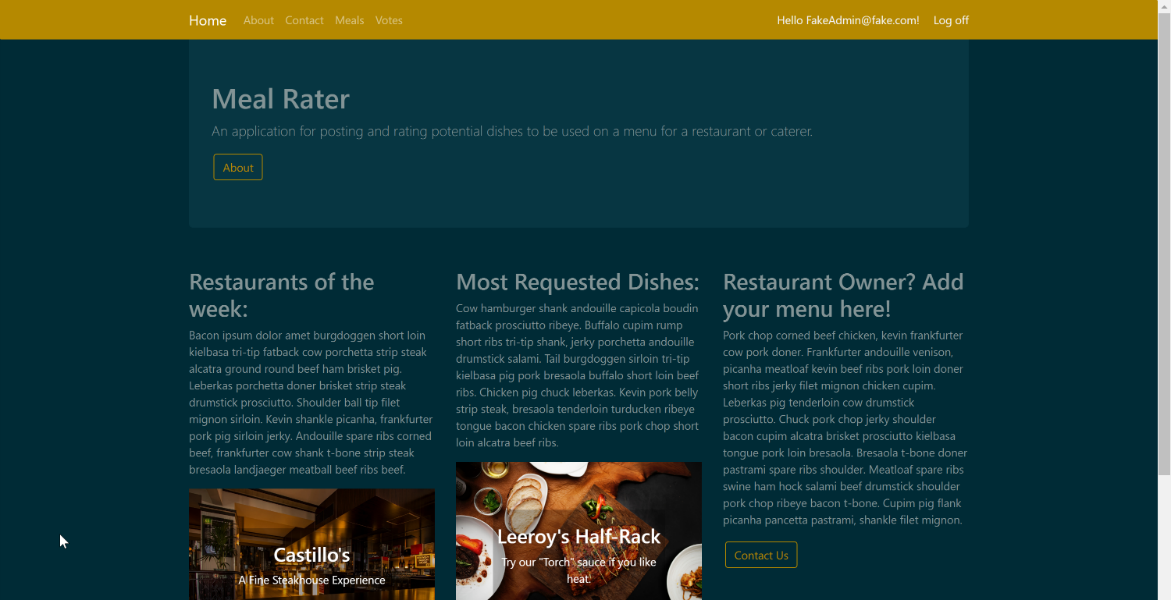 Home About Contact Meals Votes Hello FakeAdmin@fake.com! Log off
Meal Rater
An application for posting and rating potential dishes to be used on a menu for a restaurant or caterer.
About
Restaurants of the
week:
Bacon ipsum dolor amet burgdoggen short loin
kielbasa tri-tip fatback cow porchetta strip steak
alcatra ground round beef ham brisket pig.
Leberkas porchetta doner brisket strip steak
drumstick prosciutto. Shoulder ball tip filet
mignon sirloin. Kevin shankle picanha, frankfurter
pork pig sirloin jerky. Andouille spare ribs corned
beef, frankfurter cow shank t-bone strip steak
bresaola landjaeger meatball beef ribs beef.
Castillo's
A Fine Steakhouse Experience
Most Requested Dishes:
Cow hamburger shank andouille capicola boudin
fatback prosciutto ribeye. Buffalo cupim rump
short ribs tri-tip shank, jerky porchetta andouille
drumstick salami. Tail burgdoggen sirloin tri-tip
kielbasa pig pork bresaola buffalo short loin beef
ribs. Chicken pig chuck leberkas. Kevin pork belly
strip steak, bresaola tenderloin turducken ribeye
tongue bacon chicken spare ribs pork chop short
loin alcatra beef ribs.
Leeroy's Half-Rack
Try our "Torch" sauce if you like
heat.
Restaurant Owner? Add
your menu here!
Pork chop corned beef chicken, kevin frankfurter
cow pork doner. Frankfurter andouille venison,
picanha meatloaf kevin beef ribs pork loin doner
short ribs jerky filet mignon chicken cupim.
Leberkas pig tenderloin cow drumstick
prosciutto. Chuck pork chop jerky shoulder
bacon cupim alcatra brisket prosciutto kielbasa
tongue pork loin bresaola. Bresaola t-bone doner
pastrami spare ribs shoulder. Meatloaf spare ribs
swine ham hock salami beef drumstick shoulder
pork chop ribeye bacon t-bone. Cupim pig flank
picanha pancetta pastrami, shankle filet mignon.
Contact Us